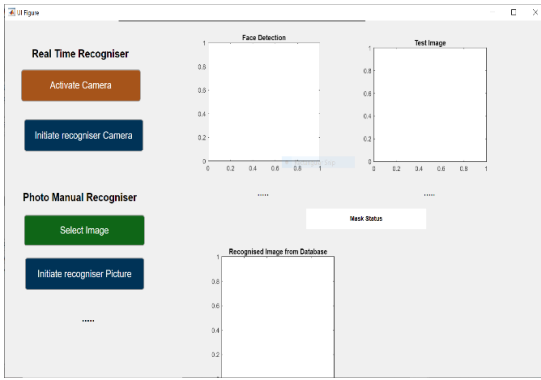 UI Figure
Real Time Recogniser
Activate Camera
Initiate recogniser Camera
Photo Manual Recogniser
Select Image
Initiate recogniser Picture
.....
Face Detection
1
0.8
0.6
0.4
0.2
0
0 0.2 0.4 0.6 0.8 1
.....
Test Image
1
0.8
0.6
0.4
0.2
0
0 0.2 0.4 0.6 0.8 1
.....
Mask Status
Recognised Image from Database
1
0.8
0.6
0.4
0.2